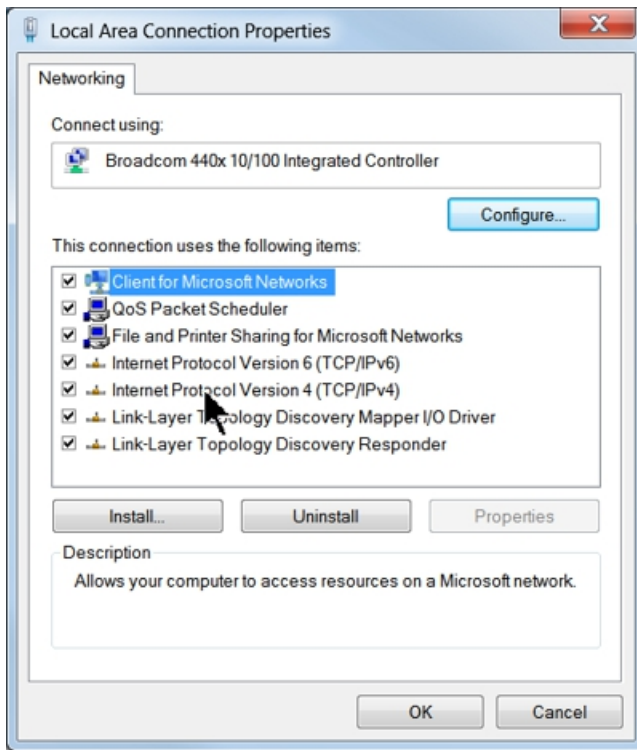 Local Area Connection Properties
X
Networking
Connect using:
Broadcom 440x 10/100 Integrated Controller
Configure...
This connection uses the following items:
Client for Microsoft Networks
QoS Packet Scheduler
File and Printer Sharing for Microsoft Networks
Internet Protocol Version 6 (TCP/IPv6)
Internet Protocol Version 4 (TCP/IPv4)
Link-Layer Topology Discovery Mapper I/O Driver
Link-Layer Topology Discovery Responder
Install...
Uninstall
Properties
Description
Allows your computer to access resources on a Microsoft network.
OK
Cancel